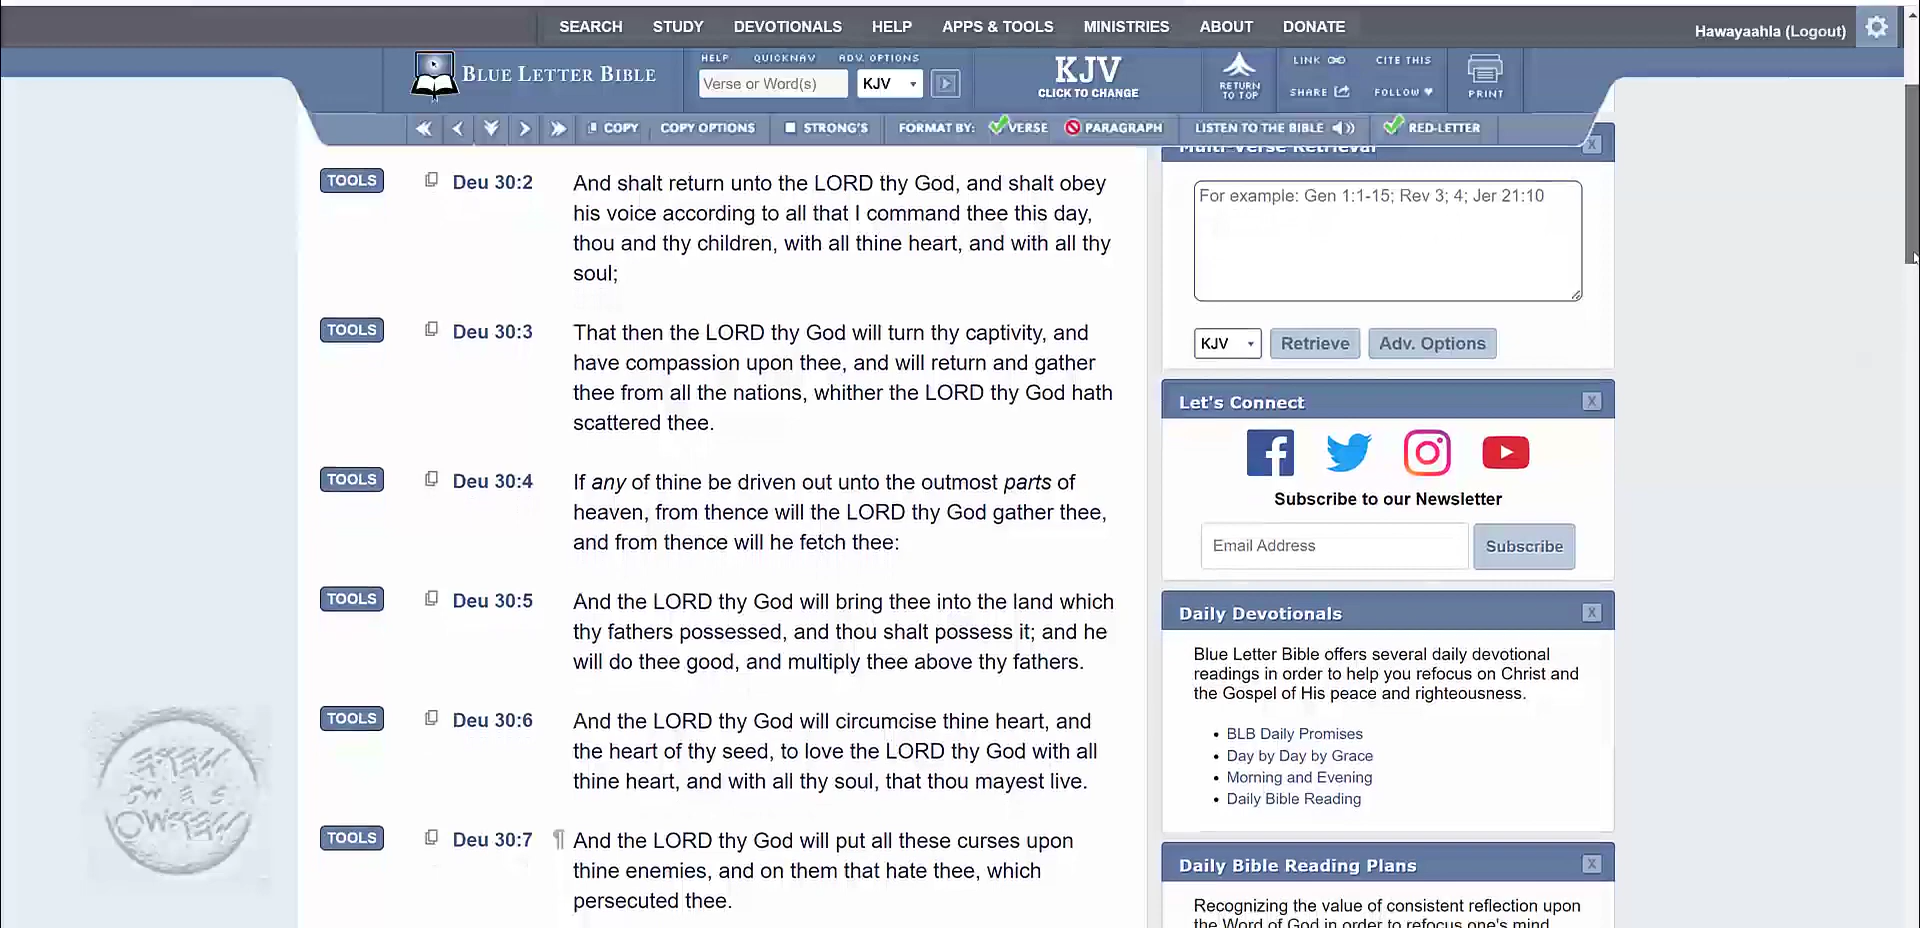 SEARCH STUDY DEVOTIONALS HELP APPS & TOOLS MINISTRIES ABOUT DONATE
Hawayaahla (Logout)
BLUE LETTER BIBLE
HELP QUICKNAV ADV. OPTIONS
Verse or Word(s)
KJV
KJV
CLICK TO CHANGE
RETURN
TO TOP
LINK
CITE THIS
SHARE
FOLLOW
PRINT
COPY COPY OPTIONS STRONG'S FORMAT BY: VERSE PARAGRAPH LISTEN TO THE BIBLE RED-LETTER
TOOLS Deu 30:2 And shalt return unto the LORD thy God, and shalt obey
his voice according to all that I command thee this day,
thou and thy children, with all thine heart, and with all thy
soul;
TOOLS Deu 30:3 That then the LORD thy God will turn thy captivity, and
have compassion upon thee, and will return and gather
thee from all the nations, whither the LORD thy God hath
scattered thee.
TOOLS Deu 30:4 If any of thine be driven out unto the outmost parts of
heaven, from thence will the LORD thy God gather thee,
and from thence will he fetch thee:
TOOLS Deu 30:5 And the LORD thy God will bring thee into the land which
thy fathers possessed, and thou shalt possess it; and he
will do thee good, and multiply thee above thy fathers.
TOOLS Deu 30:6 And the LORD thy God will circumcise thine heart, and
the heart of thy seed, to love the LORD thy God with all
thine heart, and with all thy soul, that thou mayest live.
TOOLS Deu 30:7 ¶ And the LORD thy God will put all these curses upon
thine enemies, and on them that hate thee, which
persecuted thee.
Multi-Verse Retrieval X
For example: Gen 1:1-15; Rev 3; 4; Jer 21:10
KJV Retrieve Adv. Options
Let's Connect X
Subscribe to our Newsletter
Email Address Subscribe
Daily Devotionals X
Blue Letter Bible offers several daily devotional
readings in order to help you refocus on Christ and
the Gospel of His peace and righteousness.
• BLB Daily Promises
• Day by Day by Grace
• Morning and Evening
• Daily Bible Reading
Daily Bible Reading Plans X
Recognizing the value of consistent reflection upon
the Word of God in order to refocus one's mind